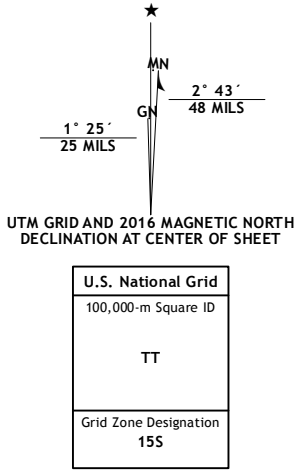 ★
MN
GN
2° 43´
48 MILS
1° 25´
25 MILS
UTM GRID AND 2016 MAGNETIC NORTH
DECLINATION AT CENTER OF SHEET
U.S. National Grid
100,000-m Square ID
TT
Grid Zone Designation
15S